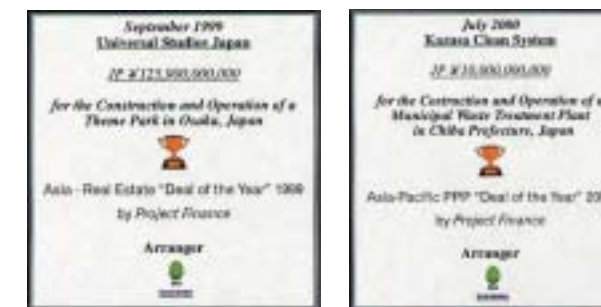 September 1999
Universal Studios Japan
JP ¥125,000,000,000
for the Construction and Operation of a
Theme Park in Osaka, Japan
Asia - Real Estate "Deal of the Year" 1999
by Project Finance
Arranger
July 2000
Kazusa Clean System
JP ¥10,000,000,000
for the Construction and Operation of a
Municipal Waste Treatment Plant
in Chiba Prefecture, Japan
Asia-Pacific PPP "Deal of the Year"
by Project Finance
Arranger